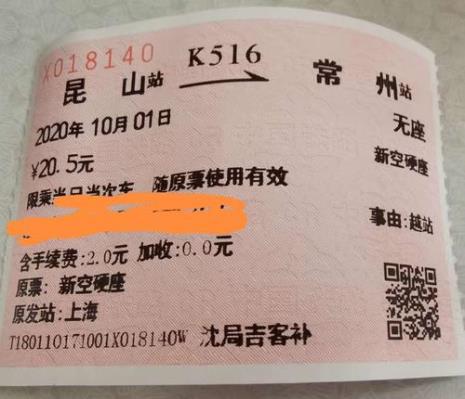 X018140
昆山站 K516 常州站
2020年10月01日 无座
¥20.5元 新空硬座
限乘当日当次车 随原票使用有效
事由:越站
含手续费:2.0元 加收:0.0元
原票: 新空硬座
原发站:上海
T180110171001X018140W 沈局吉客补